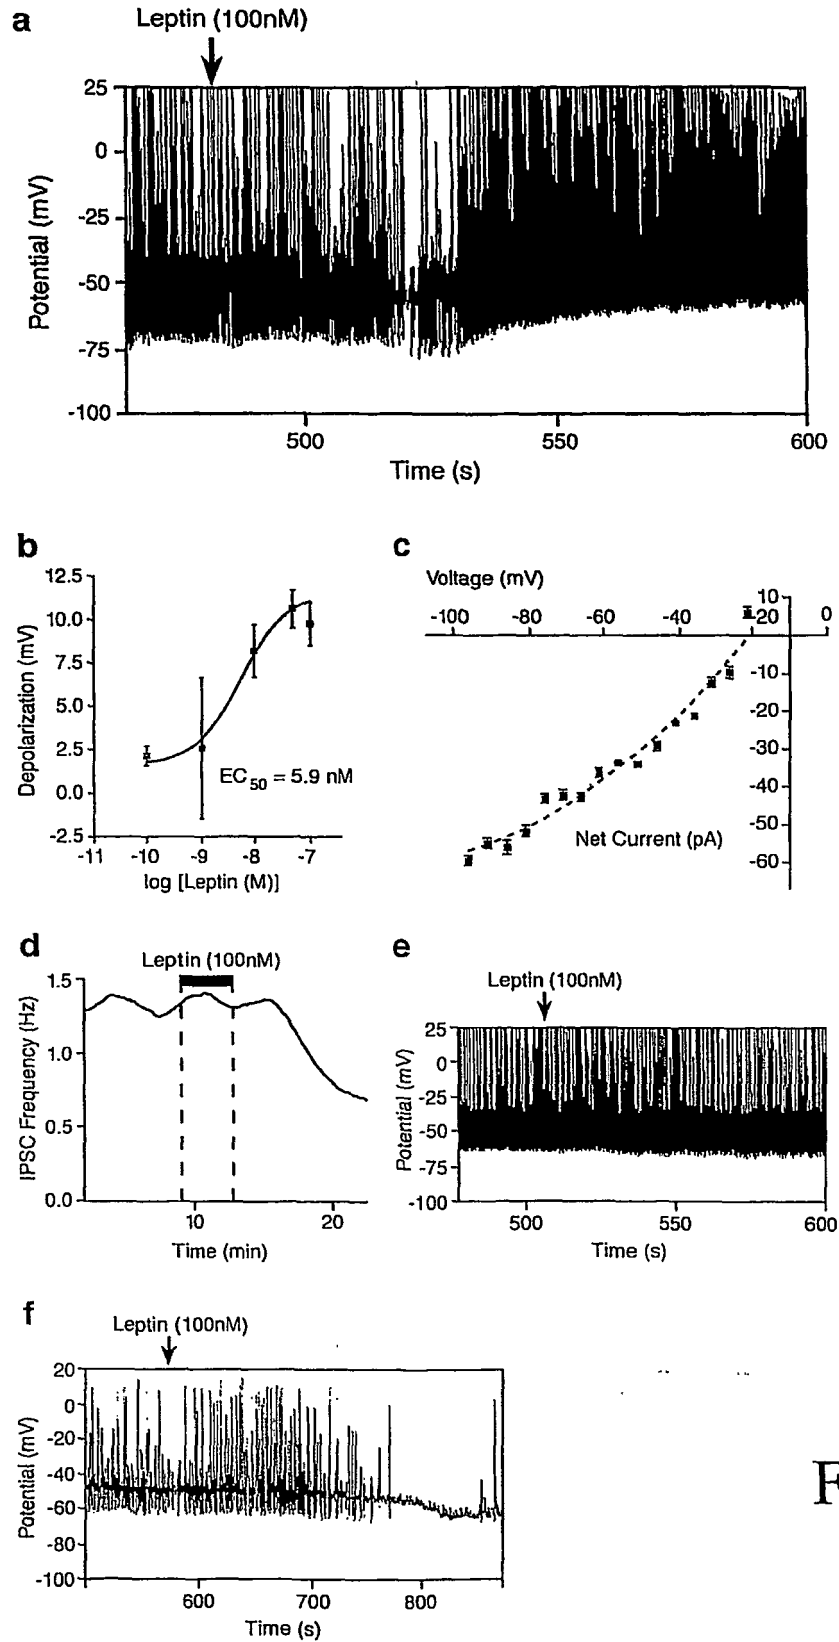 a
Leptin (100nM)
25
0
-25
-50
-75
-100
Potential (mV)
500
550
600
Time (s)
b
12.5
10.0
7.5
5.0
2.5
0.0
-2.5
Depolarization (mV)
EC50 = 5.9 nM
-11 -10 -9 -8 -7
log [Leptin (M)]
c
Voltage (mV)
-100 -80 -60 -40 -20 0
10
-10
-20
-30
-40
-50
-60
Net Current (pA)
d
Leptin (100nM)
1.5
1.0
0.5
0.0
IPSC Frequency (Hz)
10 20
Time (min)
e
Leptin (100nM)
25
0
-25
-50
-75
-100
Potential (mV)
500 550 600
Time (s)
f
Leptin (100nM)
20
0
-20
-40
-60
-80
-100
Potential (mV)
600 700 800
Time (s)
F